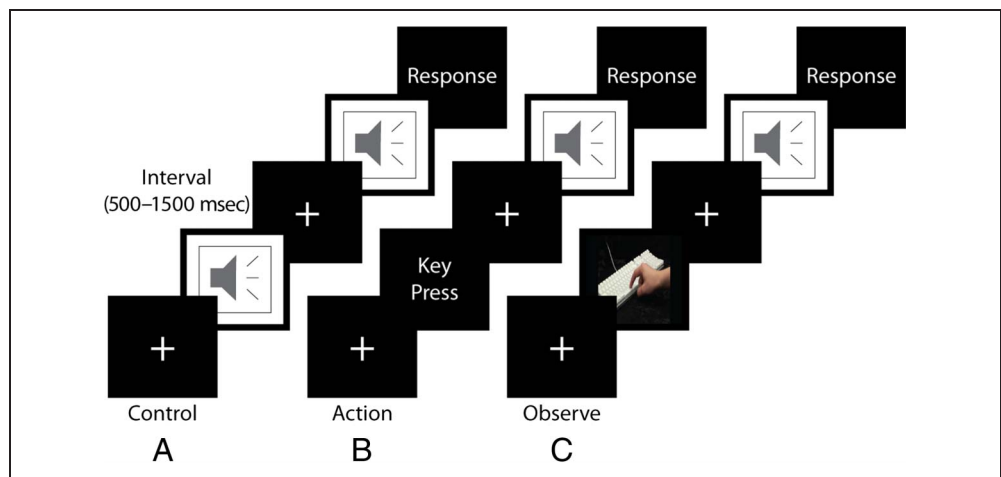 Response Response Response
Interval
(500–1500 msec)
Key
Press
Control Action Observe
A B C